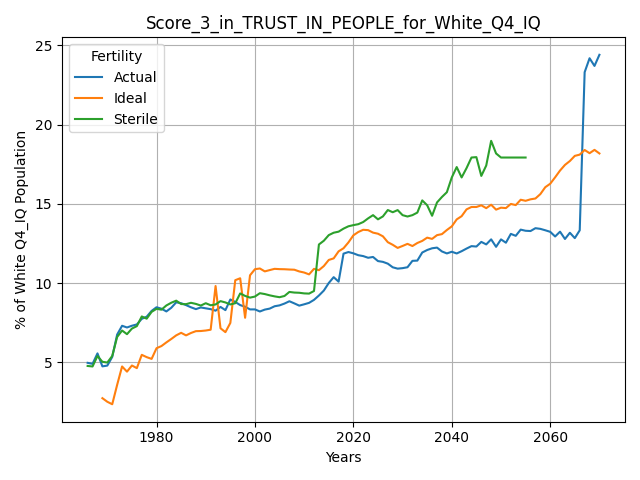 Score_3_in_TRUST_IN_PEOPLE_for_White_Q4_IQ
Fertility
Actual
Ideal
Sterile
% of White Q4_IQ Population
25
20
15
10
5
1980
2000
2020
2040
2060
Years